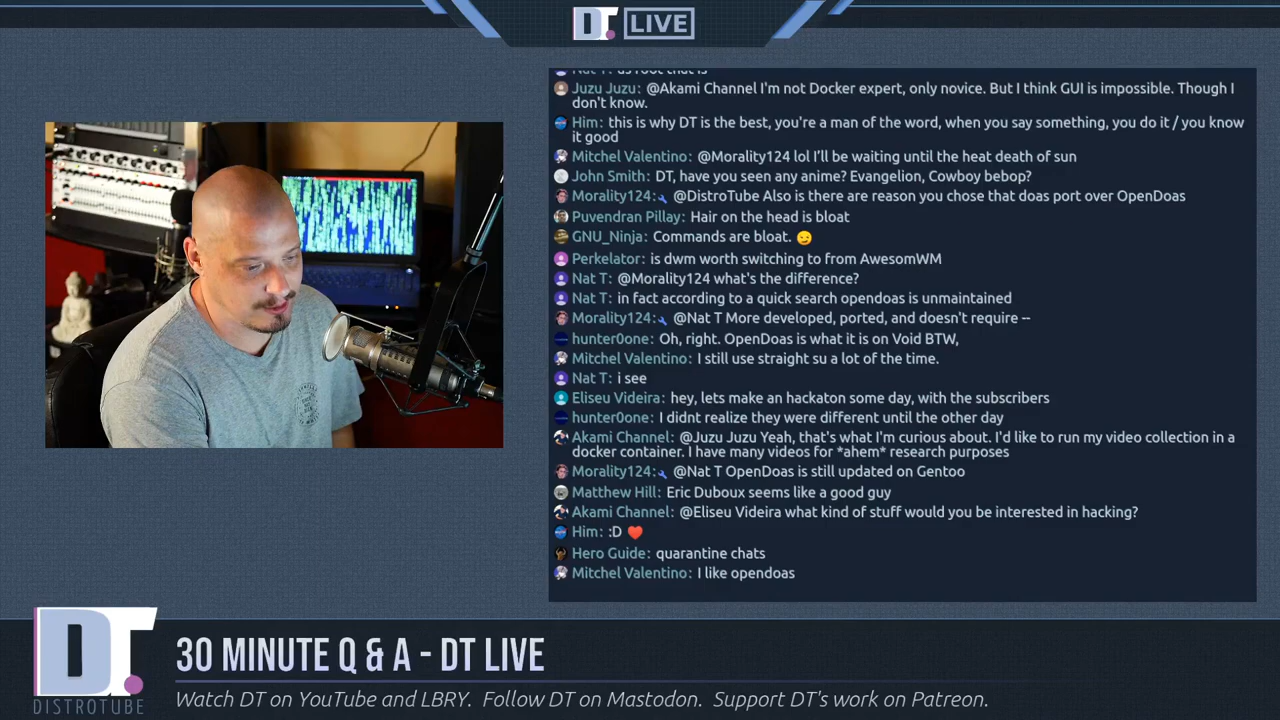 DT. LIVE
Nat T: as root that is
Juzu Juzu: @Akami Channel I'm not Docker expert, only novice. But I think GUI is impossible. Though I
don't know.
Him: this is why DT is the best, you're a man of the word, when you say something, you do it / you know
it good
Mitchel Valentino: @Morality124 lol I'll be waiting until the heat death of sun
John Smith: DT, have you seen any anime? Evangelion, Cowboy bebop?
Morality124: @DistroTube Also is there are reason you chose that doas port over OpenDoas
Puvendran Pillay: Hair on the head is bloat
GNU_Ninja: Commands are bloat. 😉
Perkelator: is dwm worth switching to from AwesomWM
Nat T: @Morality124 what's the difference?
Nat T: in fact according to a quick search opendoas is unmaintained
Morality124: @Nat T More developed, ported, and doesn't require --
hunter0one: Oh, right. OpenDoas is what it is on Void BTW,
Mitchel Valentino: I still use straight su a lot of the time.
Nat T: i see
Eliseu Videira: hey, lets make an hackaton some day, with the subscribers
hunter0one: I didnt realize they were different until the other day
Akami Channel: @Juzu Juzu Yeah, that's what I'm curious about. I'd like to run my video collection in a
docker container. I have many videos for *ahem* research purposes
Morality124: @Nat T OpenDoas is still updated on Gentoo
Matthew Hill: Eric Duboux seems like a good guy
Akami Channel: @Eliseu Videira what kind of stuff would you be interested in hacking?
Him: :D ❤️
Hero Guide: quarantine chats
Mitchel Valentino: I like opendoas
DT.
DISTROTUBE
30 MINUTE Q & A - DT LIVE
Watch DT on YouTube and LBRY. Follow DT on Mastodon. Support DT's work on Patreon.